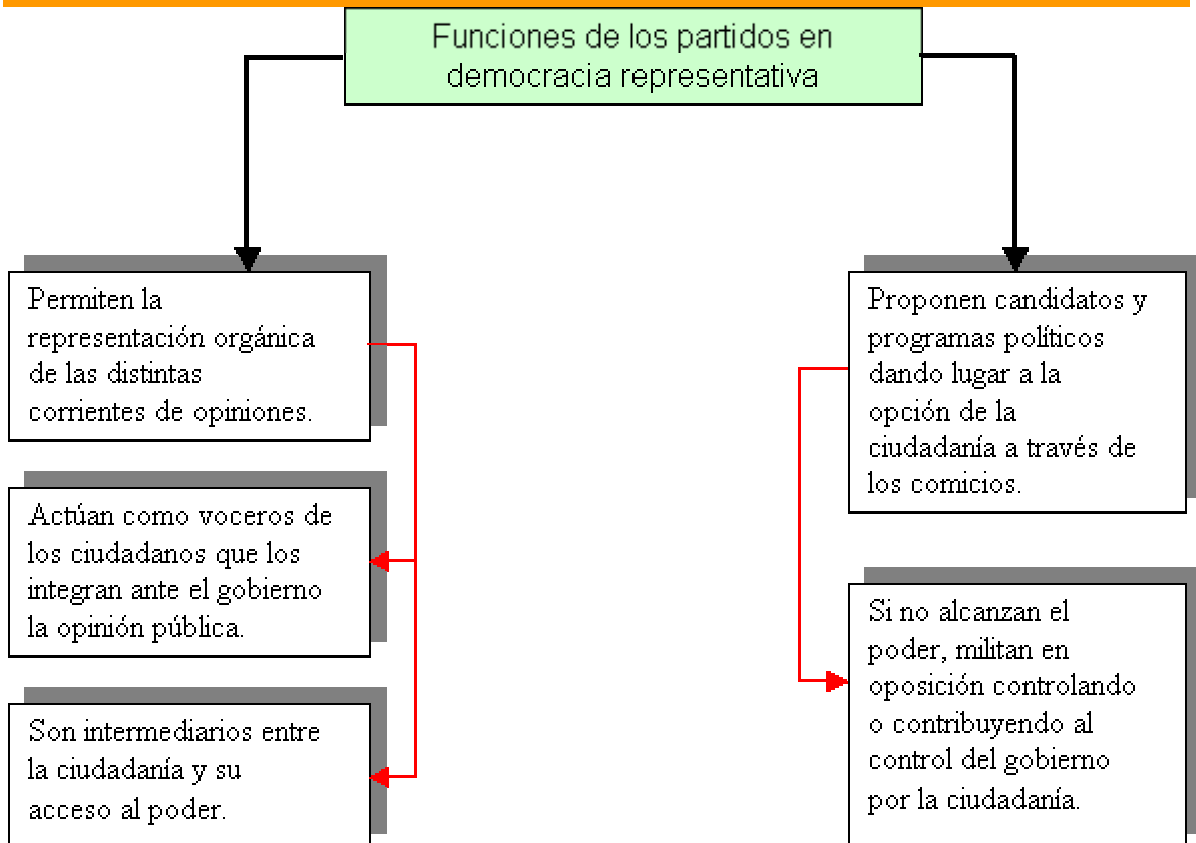 Funciones de los partidos en
democracia representativa
Permiten la
representación orgánica
de las distintas
corrientes de opiniones.
Actúan como voceros de
los ciudadanos que los
integran ante el gobierno
la opinión pública.
Son intermediarios entre
la ciudadanía y su
acceso al poder.
Proponen candidatos y
programas políticos
dando lugar a la
opción de la
ciudadanía a través de
los comicios.
Si no alcanzan el
poder, militan en
oposición controlando
o contribuyendo al
control del gobierno
por la ciudadanía.